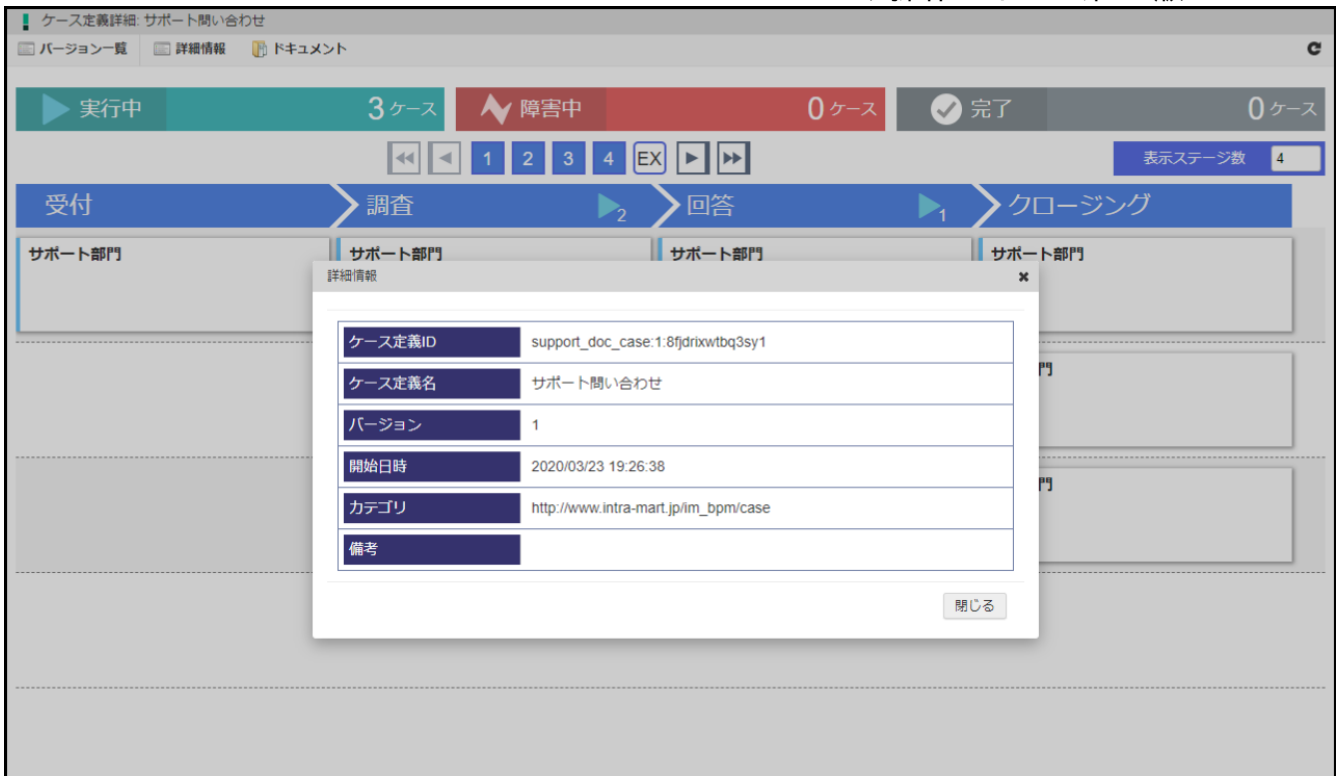 ケース定義詳細: サポート問い合わせ
バージョン一覧 詳細情報 ドキュメント
実行中 3 ケース 障害中 0 ケース 完了 0 ケース
1 2 3 4 EX 表示ステージ数 4
受付 調査 2 回答 1 クロージング
サポート部門 サポート部門 サポート部門 サポート部門
詳細情報
ケース定義ID support_doc_case:1:8fjdrixwtbq3sy1
門
ケース定義名 サポート問い合わせ
バージョン 1
開始日時 2020/03/23 19:26:38
門
カテゴリ http://www.intra-mart.jp/im_bpm/case
備考
閉じる